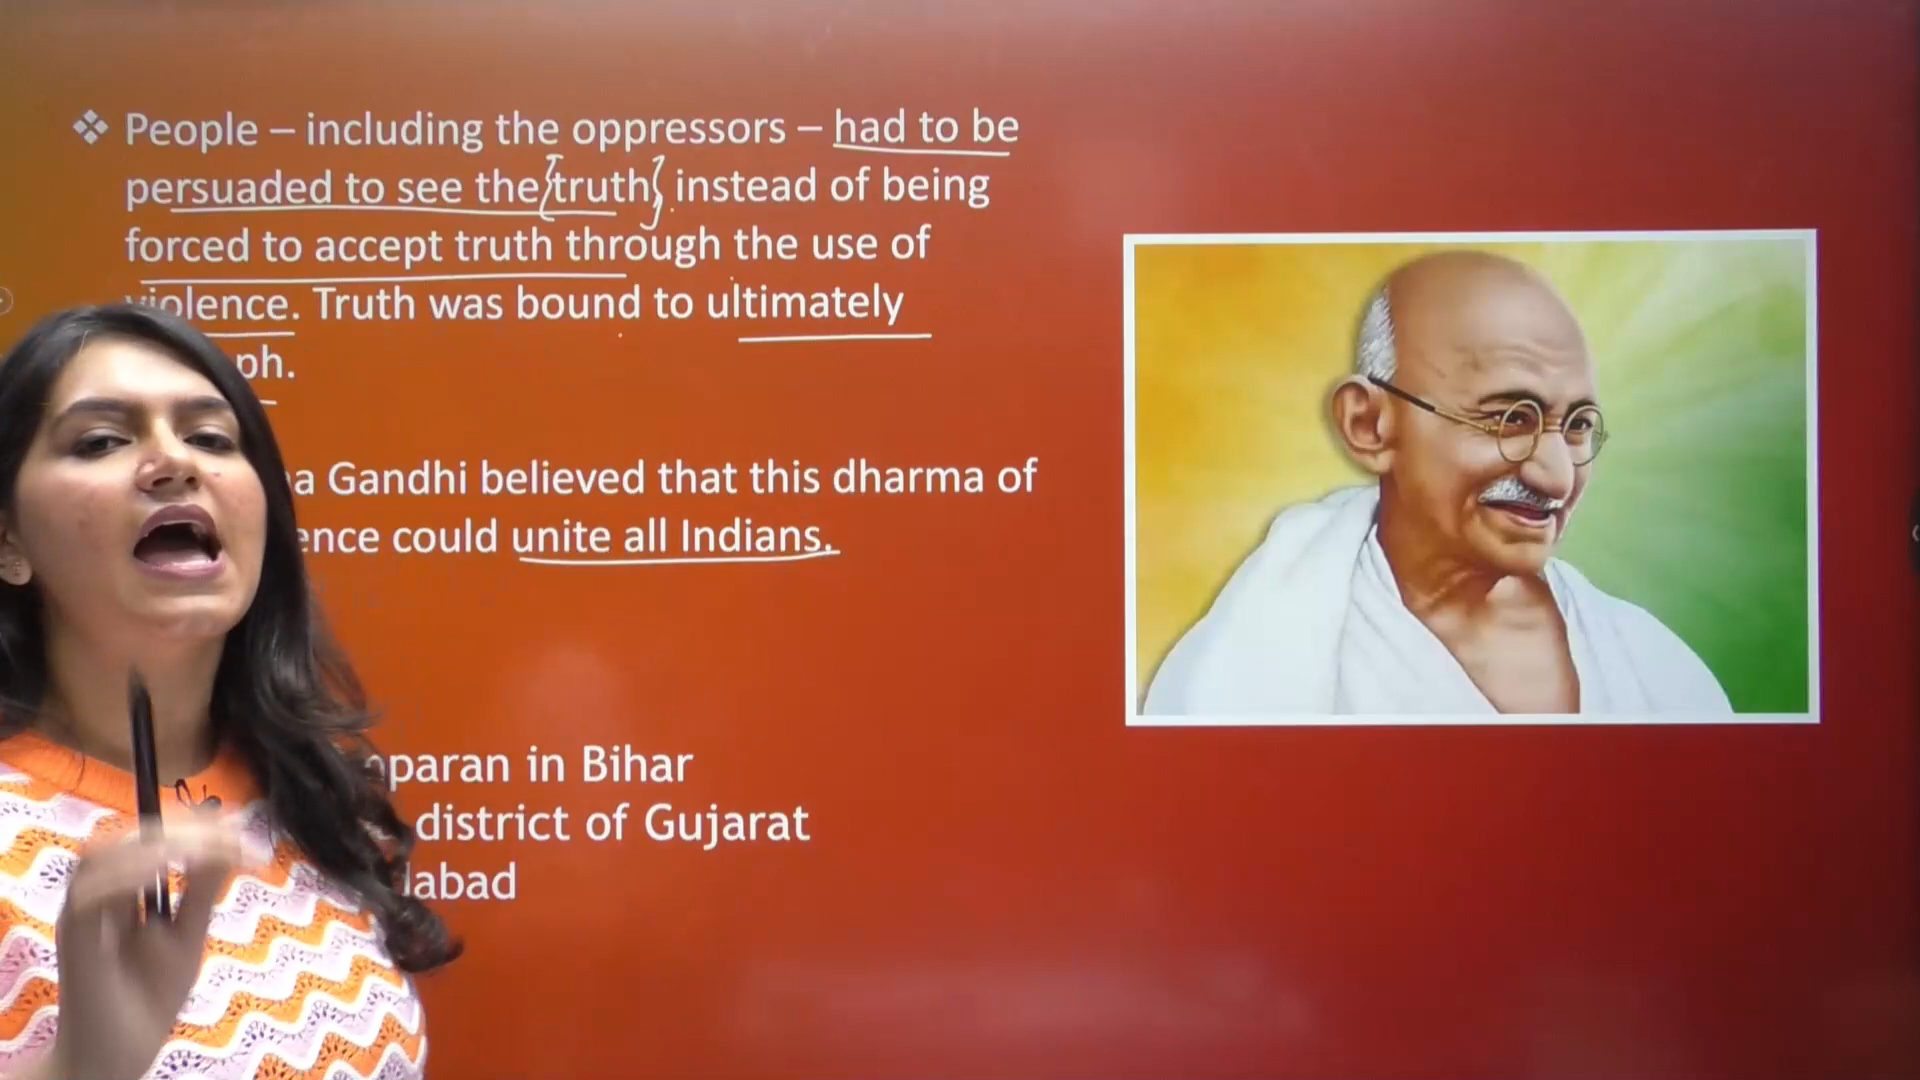 ❖ People – including the oppressors – had to be
persuaded to see the truth, instead of being
forced to accept truth through the use of
violence. Truth was bound to ultimately
ph.
a Gandhi believed that this dharma of
ence could unite all Indians.
paran in Bihar
district of Gujarat
abad